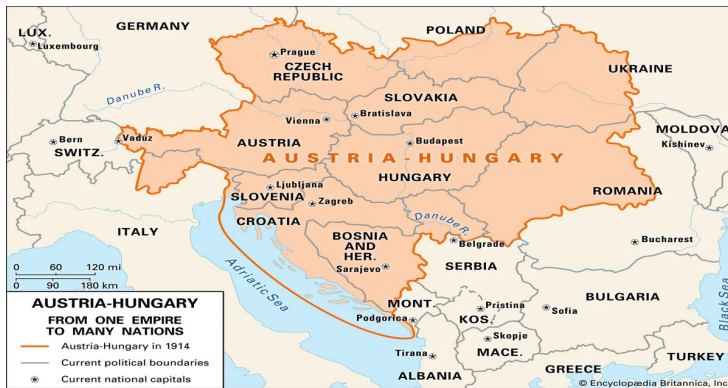 GERMANY
POLAND
LUX.
Luxembourg
Prague
CZECH
REPUBLIC
UKRAINE
Danube R.
SLOVAKIA
Vienna
Bratislava
MOLDOVA
Kishinev
Bern
SWITZ.
Vaduz
AUSTRIA
Budapest
AUSTRIA-HUNGARY
HUNGARY
Ljubljana
SLOVENIA
Zagreb
ROMANIA
CROATIA
ITALY
Danube R.
BOSNIA
AND
HER.
Sarajevo
Belgrade
Bucharest
SERBIA
Adriatic Sea
0 60 120 mi
0 90 180 km
MONT.
Podgorica
Pristina
KOS.
Sofia
BULGARIA
Black Sea
Skopje
MACE.
Tirana
ALBANIA
GREECE
TURKEY
AUSTRIA-HUNGARY
FROM ONE EMPIRE
TO MANY NATIONS
Austria-Hungary in 1914
Current political boundaries
Current national capitals
© Encyclopædia Britannica, Inc